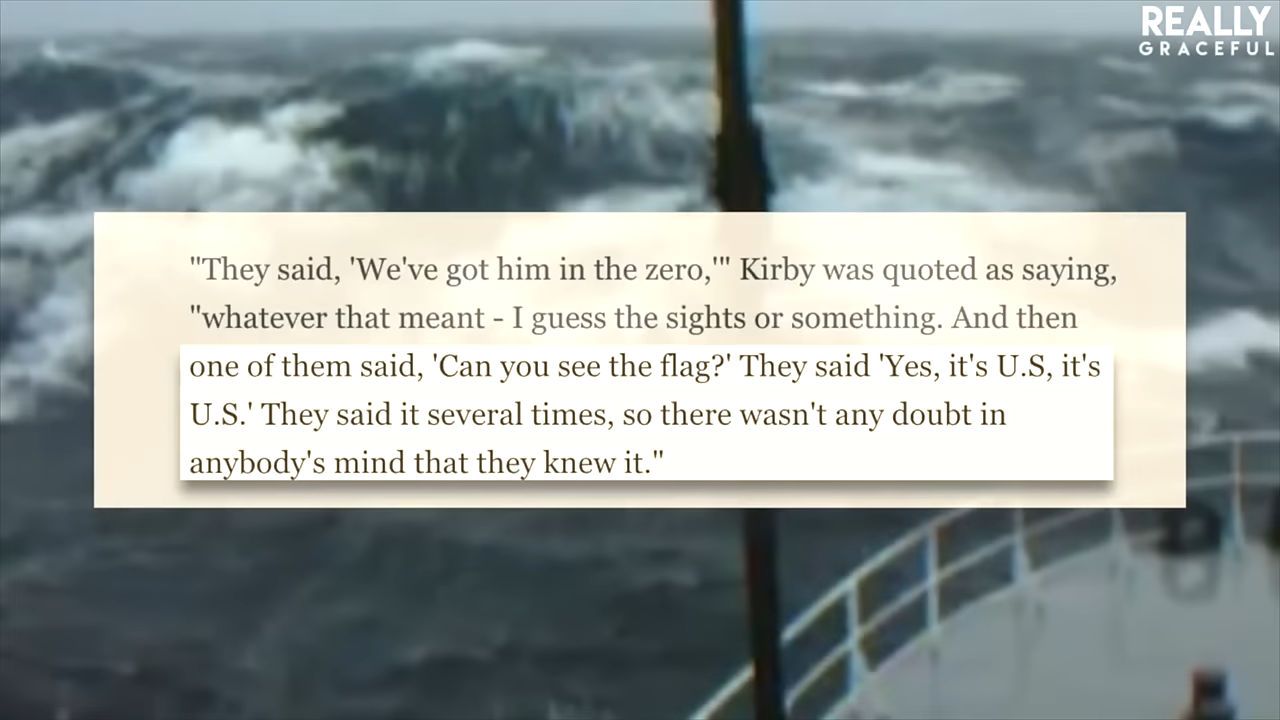 REALLY
GRACEFUL
"They said, 'We've got him in the zero,'" Kirby was quoted as saying,
"whatever that meant - I guess the sights or something. And then
one of them said, 'Can you see the flag?' They said 'Yes, it's U.S, it's
U.S.' They said it several times, so there wasn't any doubt in
anybody's mind that they knew it."